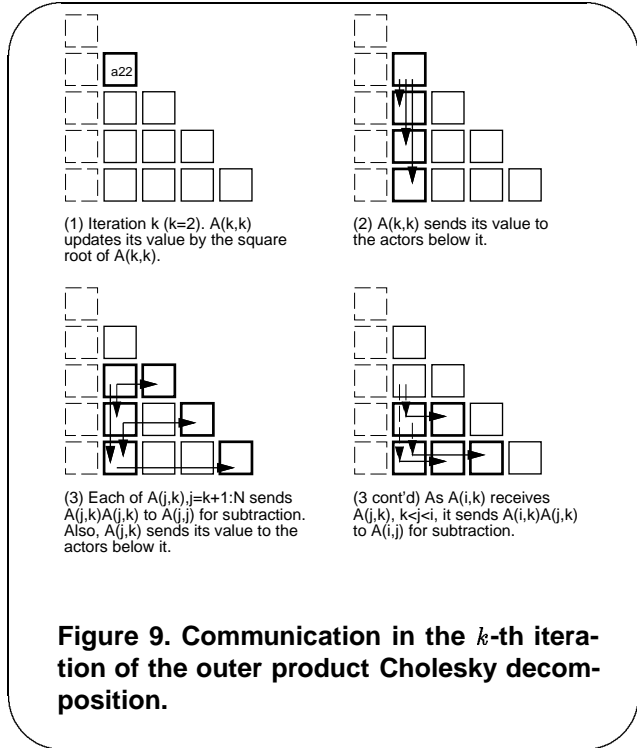 a22
(1) Iteration k (k=2). A(k,k)
updates its value by the square
root of A(k,k).
(2) A(k,k) sends its value to
the actors below it.
(3) Each of A(j,k),j=k+1:N sends
A(j,k)A(j,k) to A(j,j) for subtraction.
Also, A(j,k) sends its value to the
actors below it.
(3 cont'd) As A(i,k) receives
A(j,k), k<j<i, it sends A(i,k)A(j,k)
to A(i,j) for subtraction.
Figure 9. Communication in the k-th itera-
tion of the outer product Cholesky decom-
position.